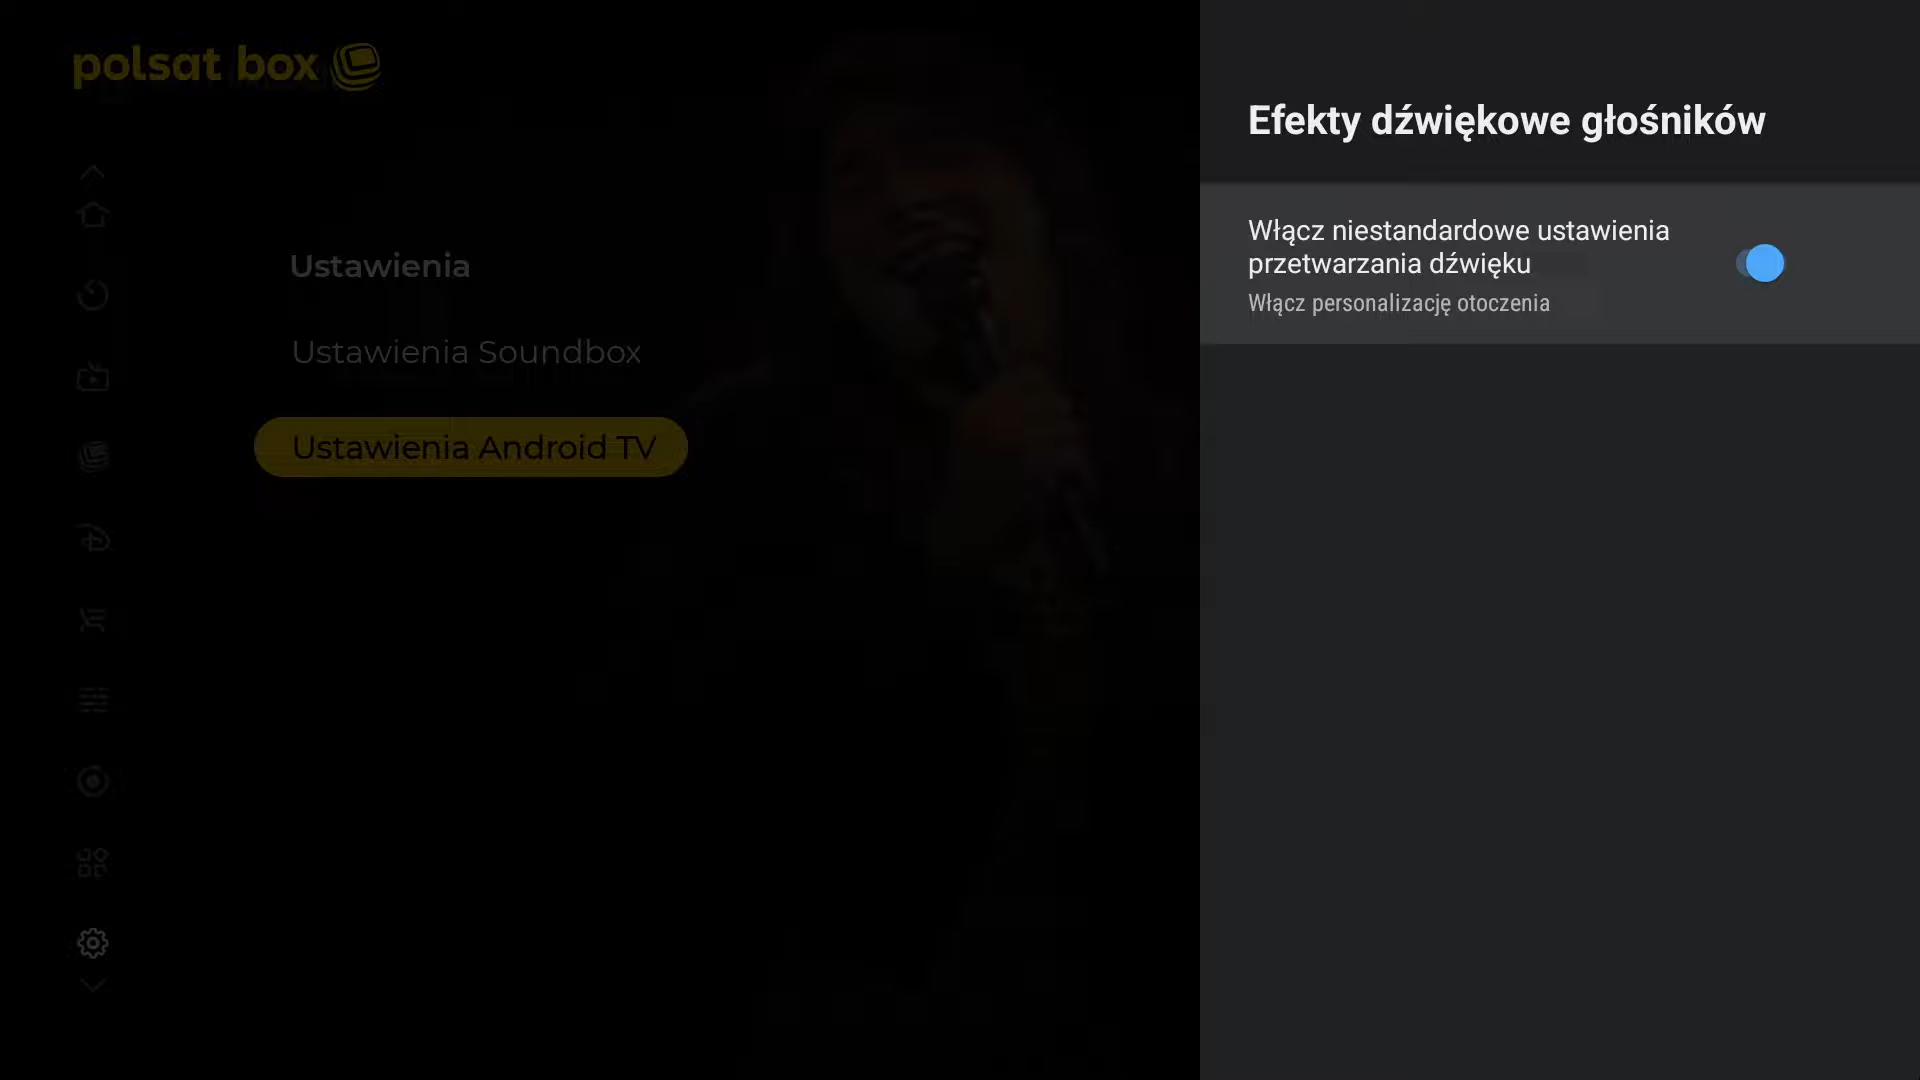 polsat box
Efekty dźwiękowe głośników
Włącz niestandardowe ustawienia
przetwarzania dźwięku
Włącz personalizację otoczenia
Ustawienia
Ustawienia Soundbox
Ustawienia Android TV